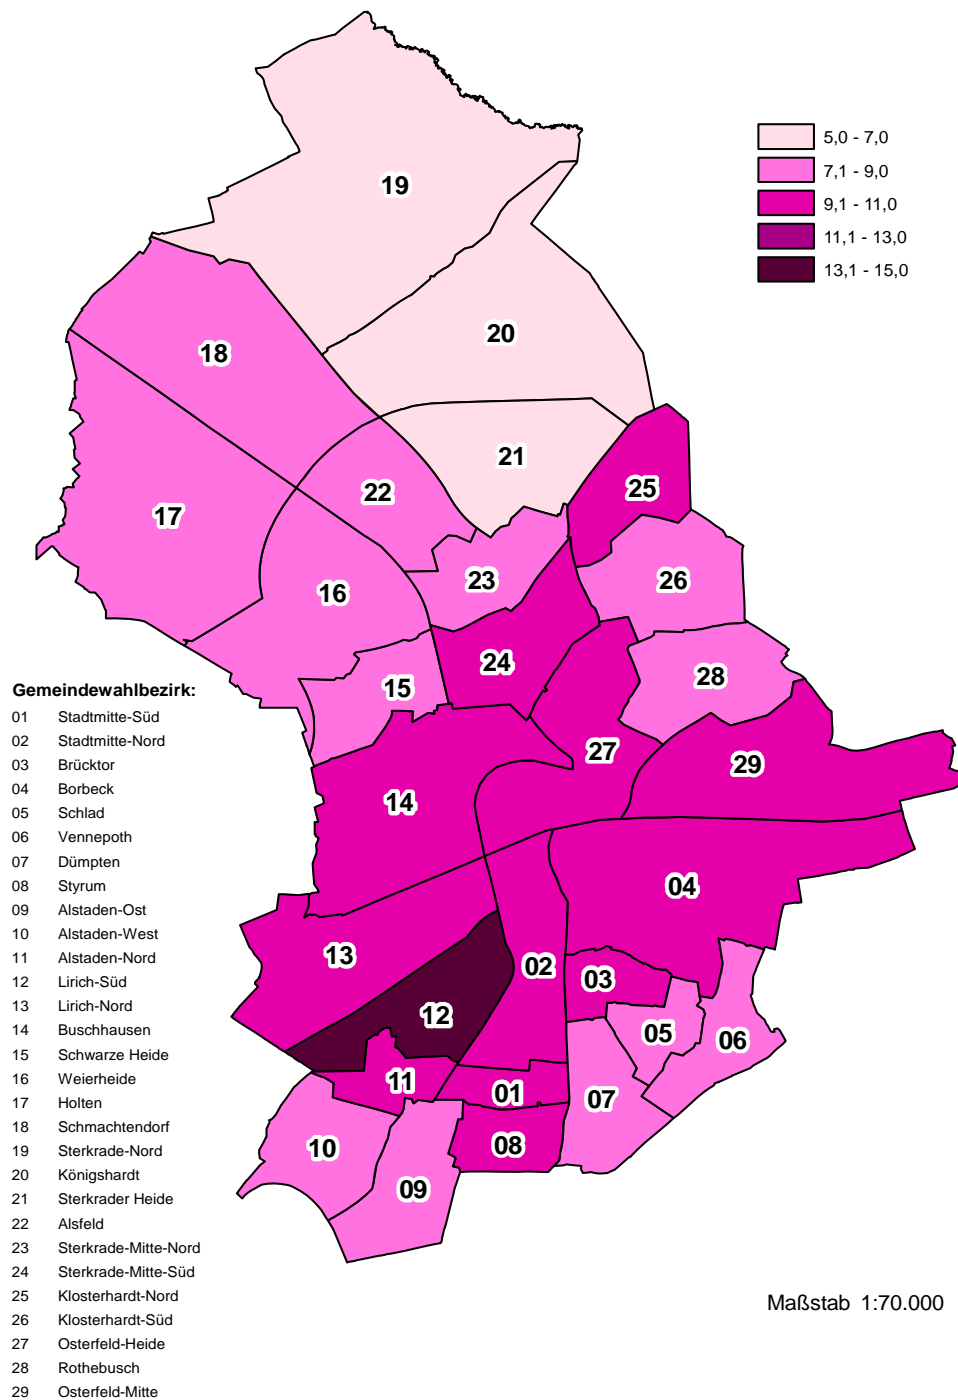 5,0 - 7,0
7,1 - 9,0
9,1 - 11,0
11,1 - 13,0
13,1 - 15,0
19
20
18
21
25
22
17
23
26
16
24
28
15
27
29
14
04
13
02
03
12
05
06
11
01
07
08
10
09
Gemeindewahlbezirk:
01 Stadtmitte-Süd
02 Stadtmitte-Nord
03 Brücktor
04 Borbeck
05 Schlad
06 Vennepoth
07 Dümpten
08 Styrum
09 Alstaden-Ost
10 Alstaden-West
11 Alstaden-Nord
12 Lirich-Süd
13 Lirich-Nord
14 Buschhausen
15 Schwarze Heide
16 Weierheide
17 Holten
18 Schmachtendorf
19 Sterkrade-Nord
20 Königshardt
21 Sterkrader Heide
22 Alsfeld
23 Sterkrade-Mitte-Nord
24 Sterkrade-Mitte-Süd
25 Klosterhardt-Nord
26 Klosterhardt-Süd
27 Osterfeld-Heide
28 Rothebusch
29 Osterfeld-Mitte
Maßstab 1:70.000